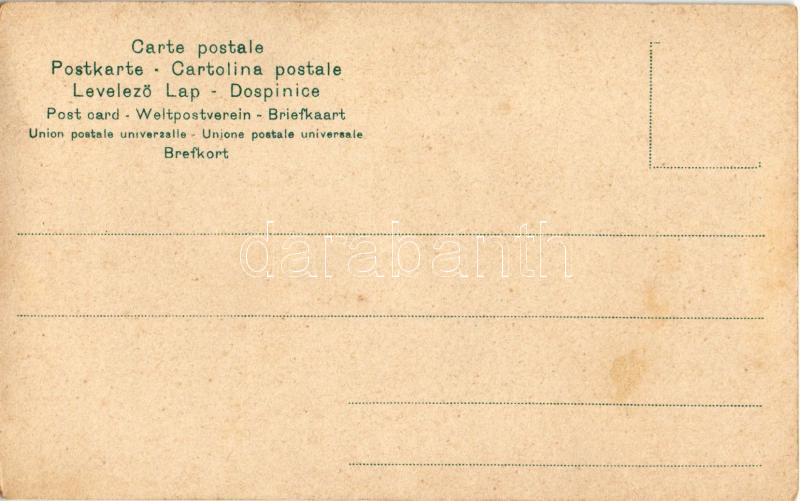 Carte postale
Postkarte - Cartolina postale
Levelező Lap - Dospinice
Post card - Weltpostverein - Briefkaart
Union postale universalle - Unione postale universale
Brefkort
darabanth